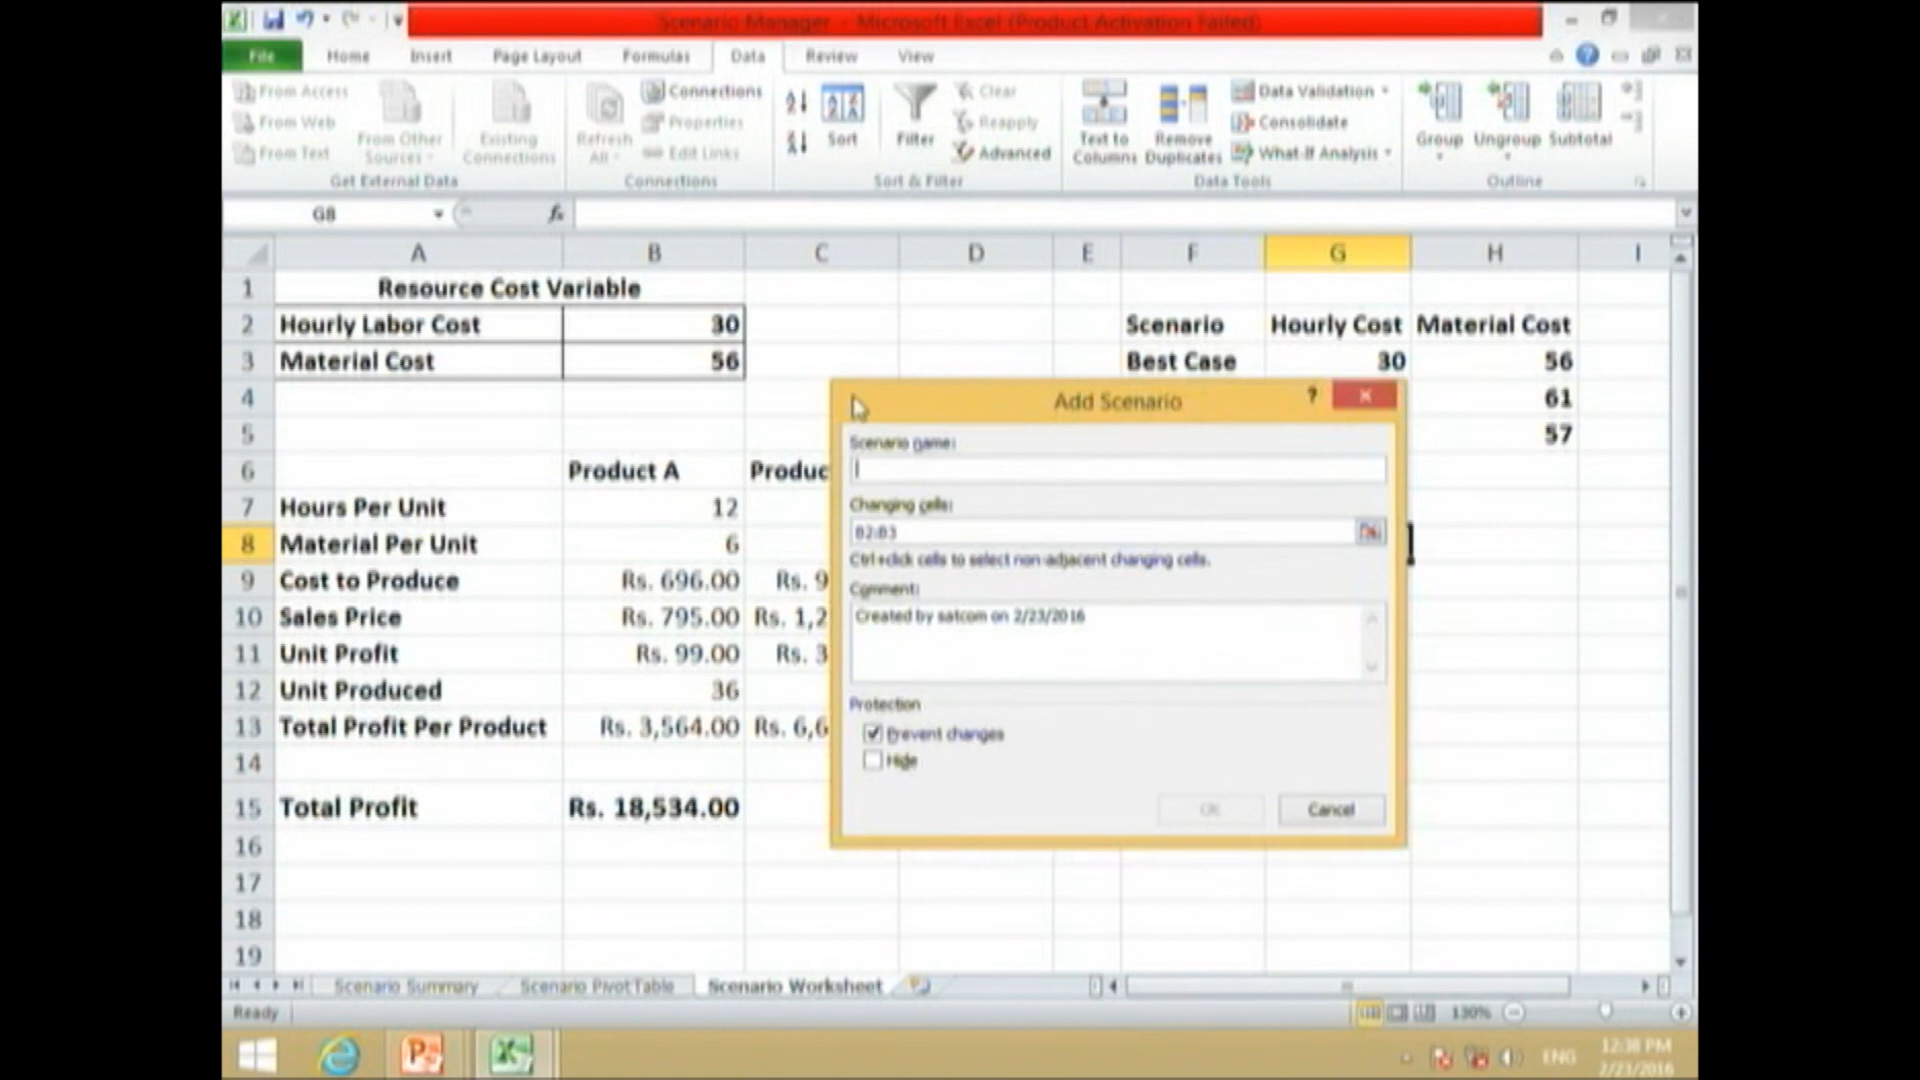 Scenario Manager - Microsoft Excel (Product Activation Failed)
File Home Insert Page Layout Formulas Data Review View
From Access
From Web
From Text
From Other Sources
Existing Connections
Get External Data
Refresh All
Connections
Properties
Edit Links
Connections
Sort
Filter
Clear
Reapply
Advanced
Sort & Filter
Text to Columns
Remove Duplicates
Data Validation
Consolidate
What-If Analysis
Data Tools
Group
Ungroup
Subtotal
Outline
G8
fx
A B C D E F G H I
1 Resource Cost Variable
2 Hourly Labor Cost 30 Scenario Hourly Cost Material Cost
3 Material Cost 56 Best Case 30 56
4 61
5 57
6 Product A Produc
7 Hours Per Unit 12
8 Material Per Unit 6
9 Cost to Produce Rs. 696.00 Rs. 9
10 Sales Price Rs. 795.00 Rs. 1,2
11 Unit Profit Rs. 99.00 Rs. 3
12 Unit Produced 36
13 Total Profit Per Product Rs. 3,564.00 Rs. 6,6
14
15 Total Profit Rs. 18,534.00
16
17
18
19
Add Scenario
?
Scenario name:
Changing cells:
B2:B3
Ctrl+click cells to select non-adjacent changing cells.
Comment:
Created by satcom on 2/23/2016
Protection
Prevent changes
Hide
OK Cancel
Scenario Summary Scenario PivotTable Scenario Worksheet
Ready 130%
ENG
12:38 PM
2/23/2016